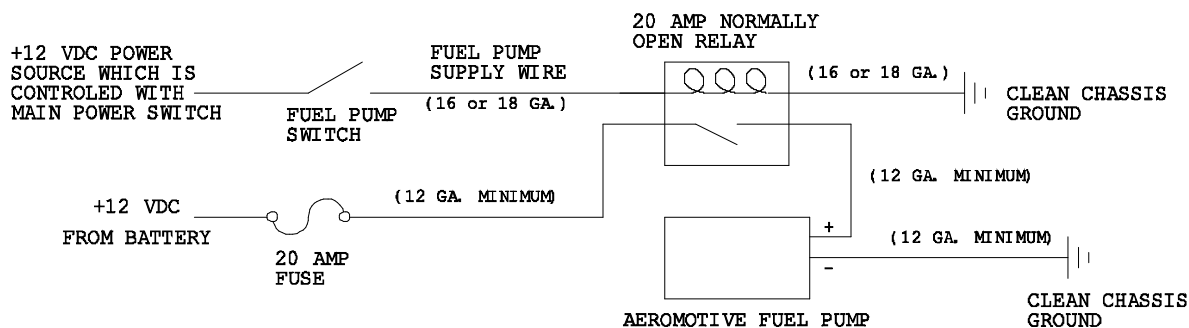 +12 VDC POWER
SOURCE WHICH IS
CONTROLED WITH
MAIN POWER SWITCH
FUEL PUMP
SWITCH
FUEL PUMP
SUPPLY WIRE
(16 or 18 GA.)
20 AMP NORMALLY
OPEN RELAY
(16 or 18 GA.)
CLEAN CHASSIS
GROUND
+12 VDC
FROM BATTERY
20 AMP
FUSE
(12 GA. MINIMUM)
(12 GA. MINIMUM)
+
-
(12 GA. MINIMUM)
AEROMOTIVE FUEL PUMP
CLEAN CHASSIS
GROUND